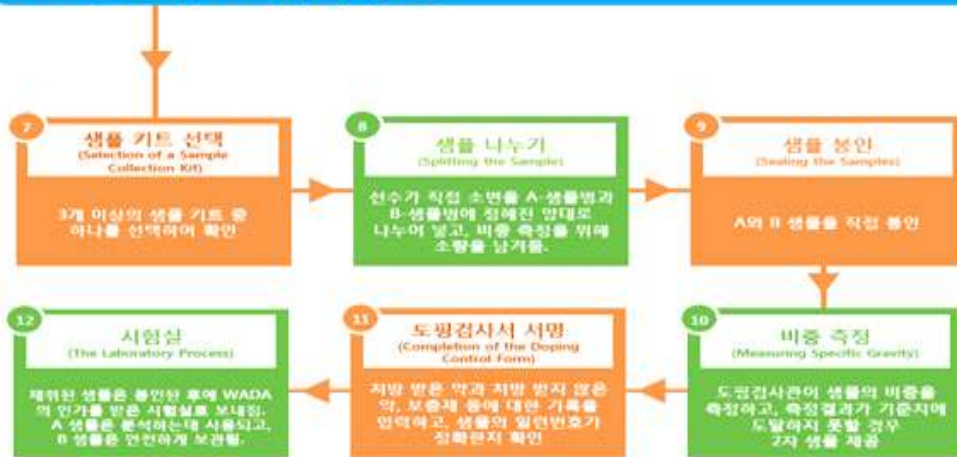 7
샘플 키트 선택
(Selection of a Sample
Collection Kit)
3개 이상의 샘플 키트 중
하나를 선택하여 확인
8
샘플 나누기
(Splitting the Sample)
선수가 직접 소변을 A-샘플병과
B-샘플병에 정해진 양대로
나누어 넣고, 비중 측정을 위해
소량을 남겨둠.
9
샘플 봉인
(Sealing the Samples)
A와 B 샘플을 직접 봉인
10
비중 측정
(Measuring Specific Gravity)
도핑검사관이 샘플의 비중을
측정하고, 측정결과가 기준치에
도달하지 못할 경우
2차 샘플 제공
11
도핑검사서 서명
(Completion of the Doping
Control Form)
처방 받은 약과 처방 받지 않은
약, 보충제 등에 대한 기록을
입력하고, 샘플의 일련번호가
정확한지 확인
12
시험실
(The Laboratory Process)
채취된 샘플은 봉인된 후에 WADA
의 인가를 받은 시험실로 보내짐.
A 샘플은 분석하는데 사용되고,
B 샘플은 안전하게 보관됨.